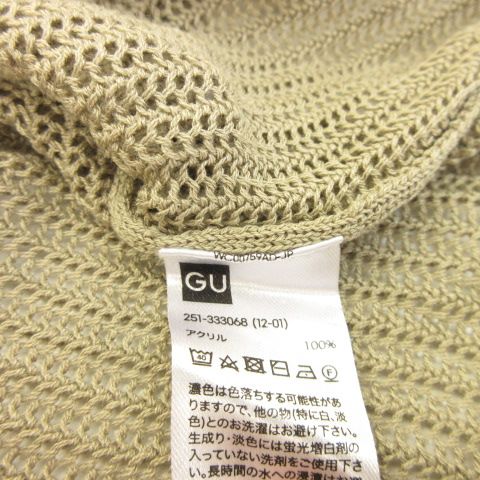 WC00759AD-JP
GU
251-333068 (12-01)
アクリル 100%
40 F
濃色は色落ちする可能性があ
りますので、他の物(特に白、淡
色)とのお洗濯はお避け下さい。
生成り・淡色には蛍光増白剤の
入っていない洗剤をご使用下さ
い。長時間の水への浸漬はお避